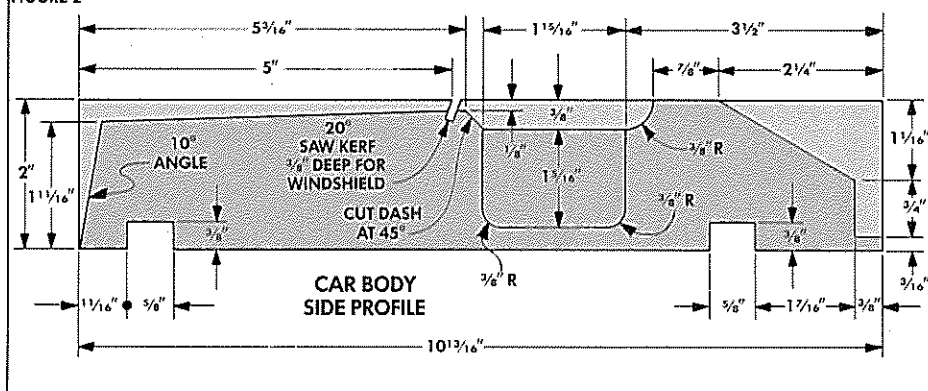 FIGURE 2
5 3/16" 1 15/16" 3 1/2"
5" 7/8" 2 1/4"
2"
1 11/16"
10° ANGLE
20°
SAW KERF
3/8" DEEP FOR
WINDSHIELD
1/8"
3/8"
3/8" R
1 5/16"
1 1/16"
CUT DASH
AT 45°
3/8" R
3/4"
3/8"
3/8"
3/8" R
3/16"
CAR BODY
SIDE PROFILE
1 1/16" 5/8"
5/8" 1 7/16" 3/8"
10 13/16"